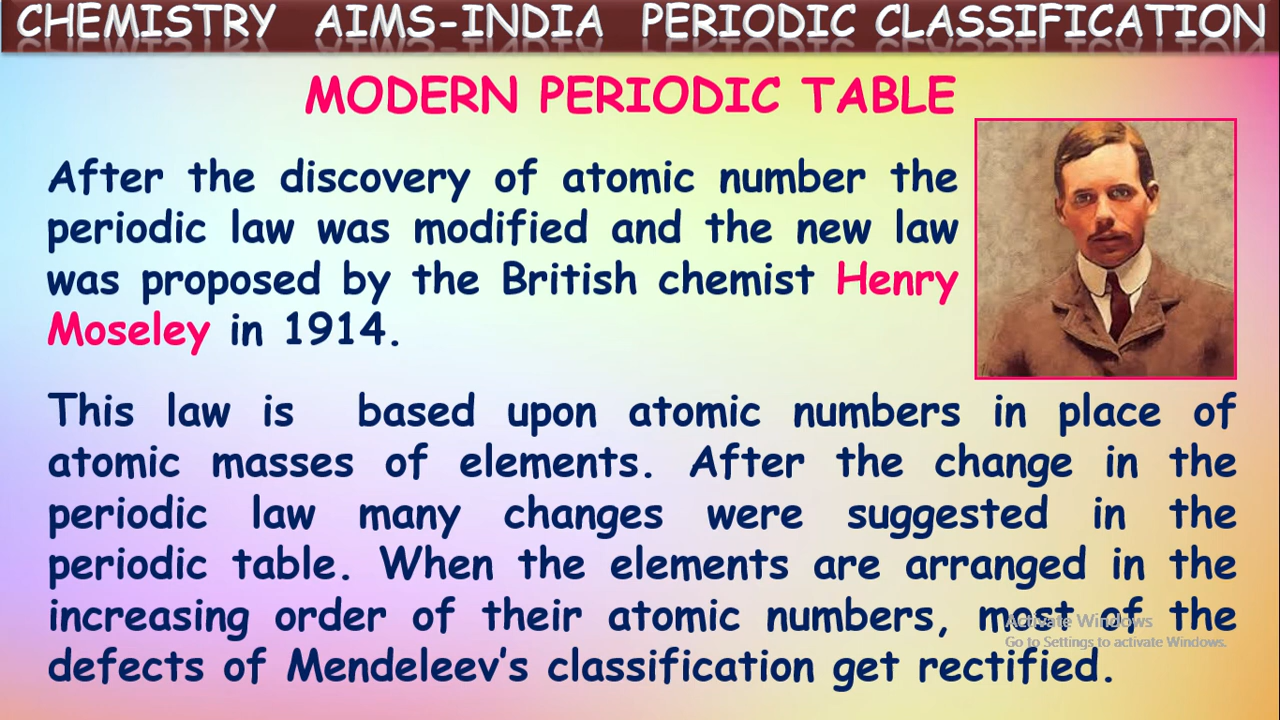 CHEMISTRY AIMS-INDIA PERIODIC CLASSIFICATION
MODERN PERIODIC TABLE
After the discovery of atomic number the
periodic law was modified and the new law
was proposed by the British chemist Henry
Moseley in 1914.
This law is based upon atomic numbers in place of
atomic masses of elements. After the change in the
periodic law many changes were suggested in the
periodic table. When the elements are arranged in the
increasing order of their atomic numbers, most of the
defects of Mendeleev's classification get rectified.
Activate Windows
Go to Settings to activate Windows.